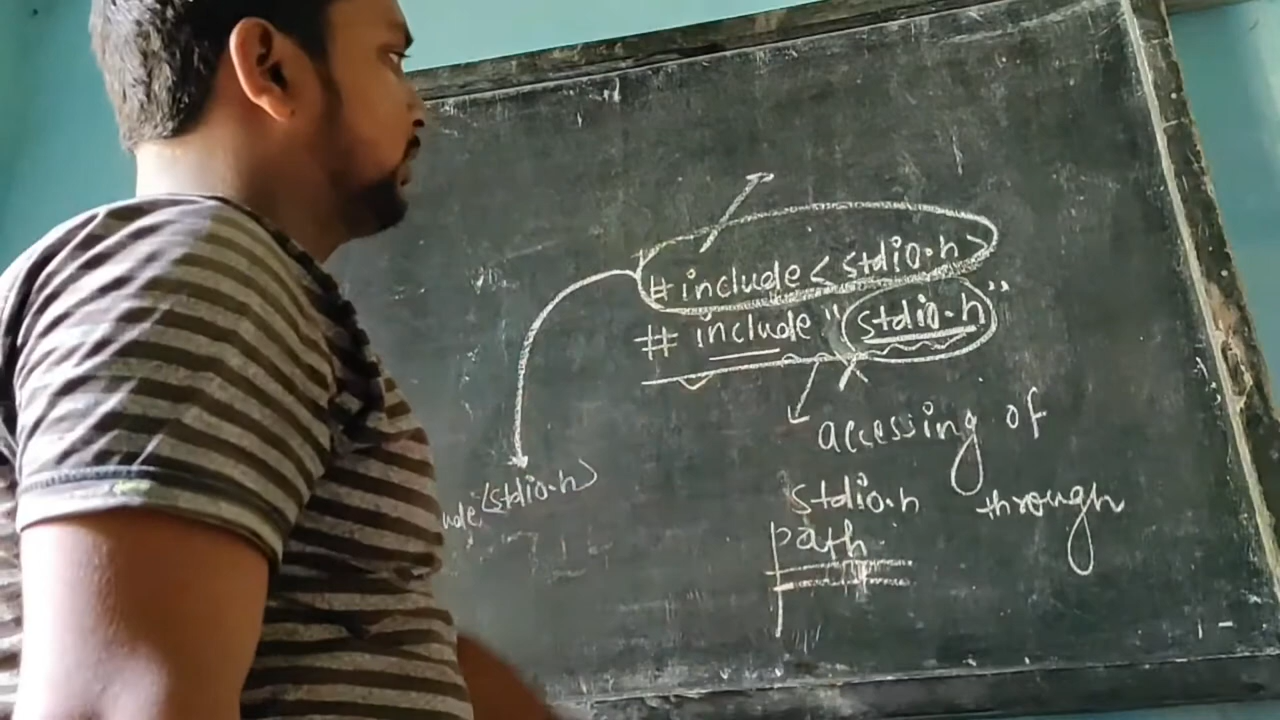 #include<stdio.h>
# include "stdio.h"
accessing of
stdio.h through
path
ude,<stdio.h>